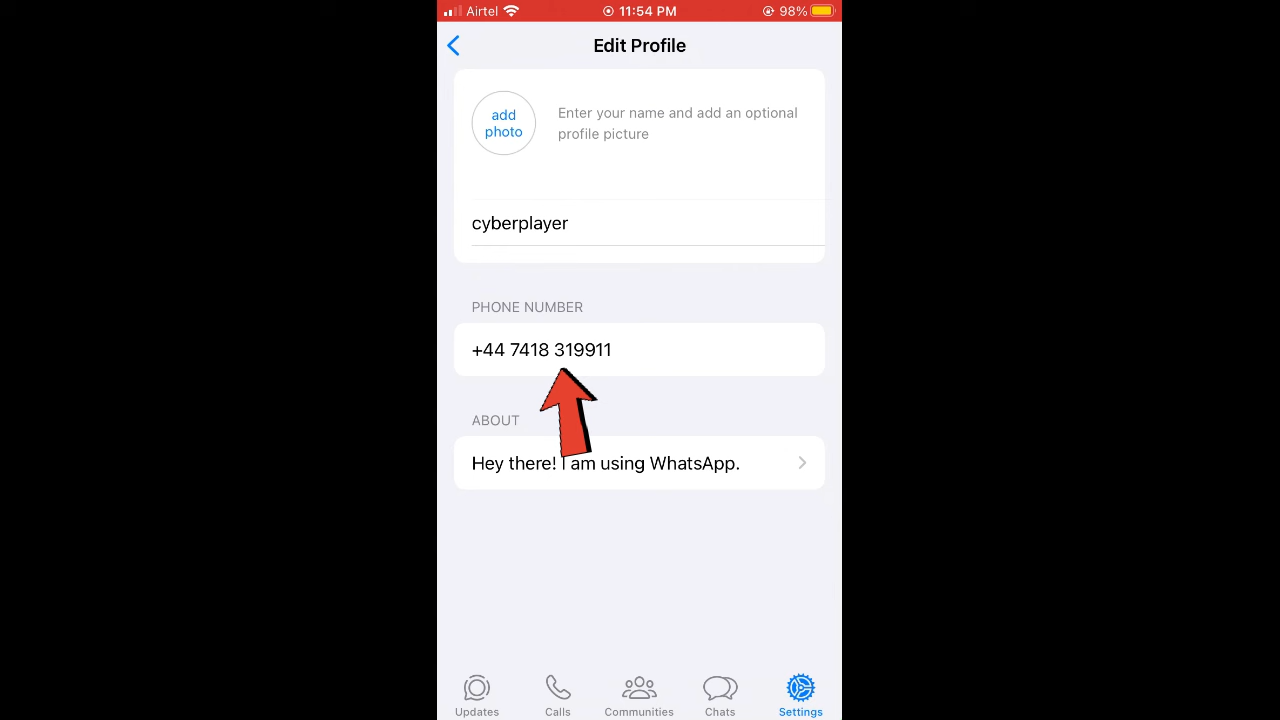 Airtel 11:54 PM 98%
Edit Profile
add
photo
Enter your name and add an optional
profile picture
cyberplayer
PHONE NUMBER
+44 7418 319911
ABOUT
Hey there! I am using WhatsApp.
Updates Calls Communities Chats Settings